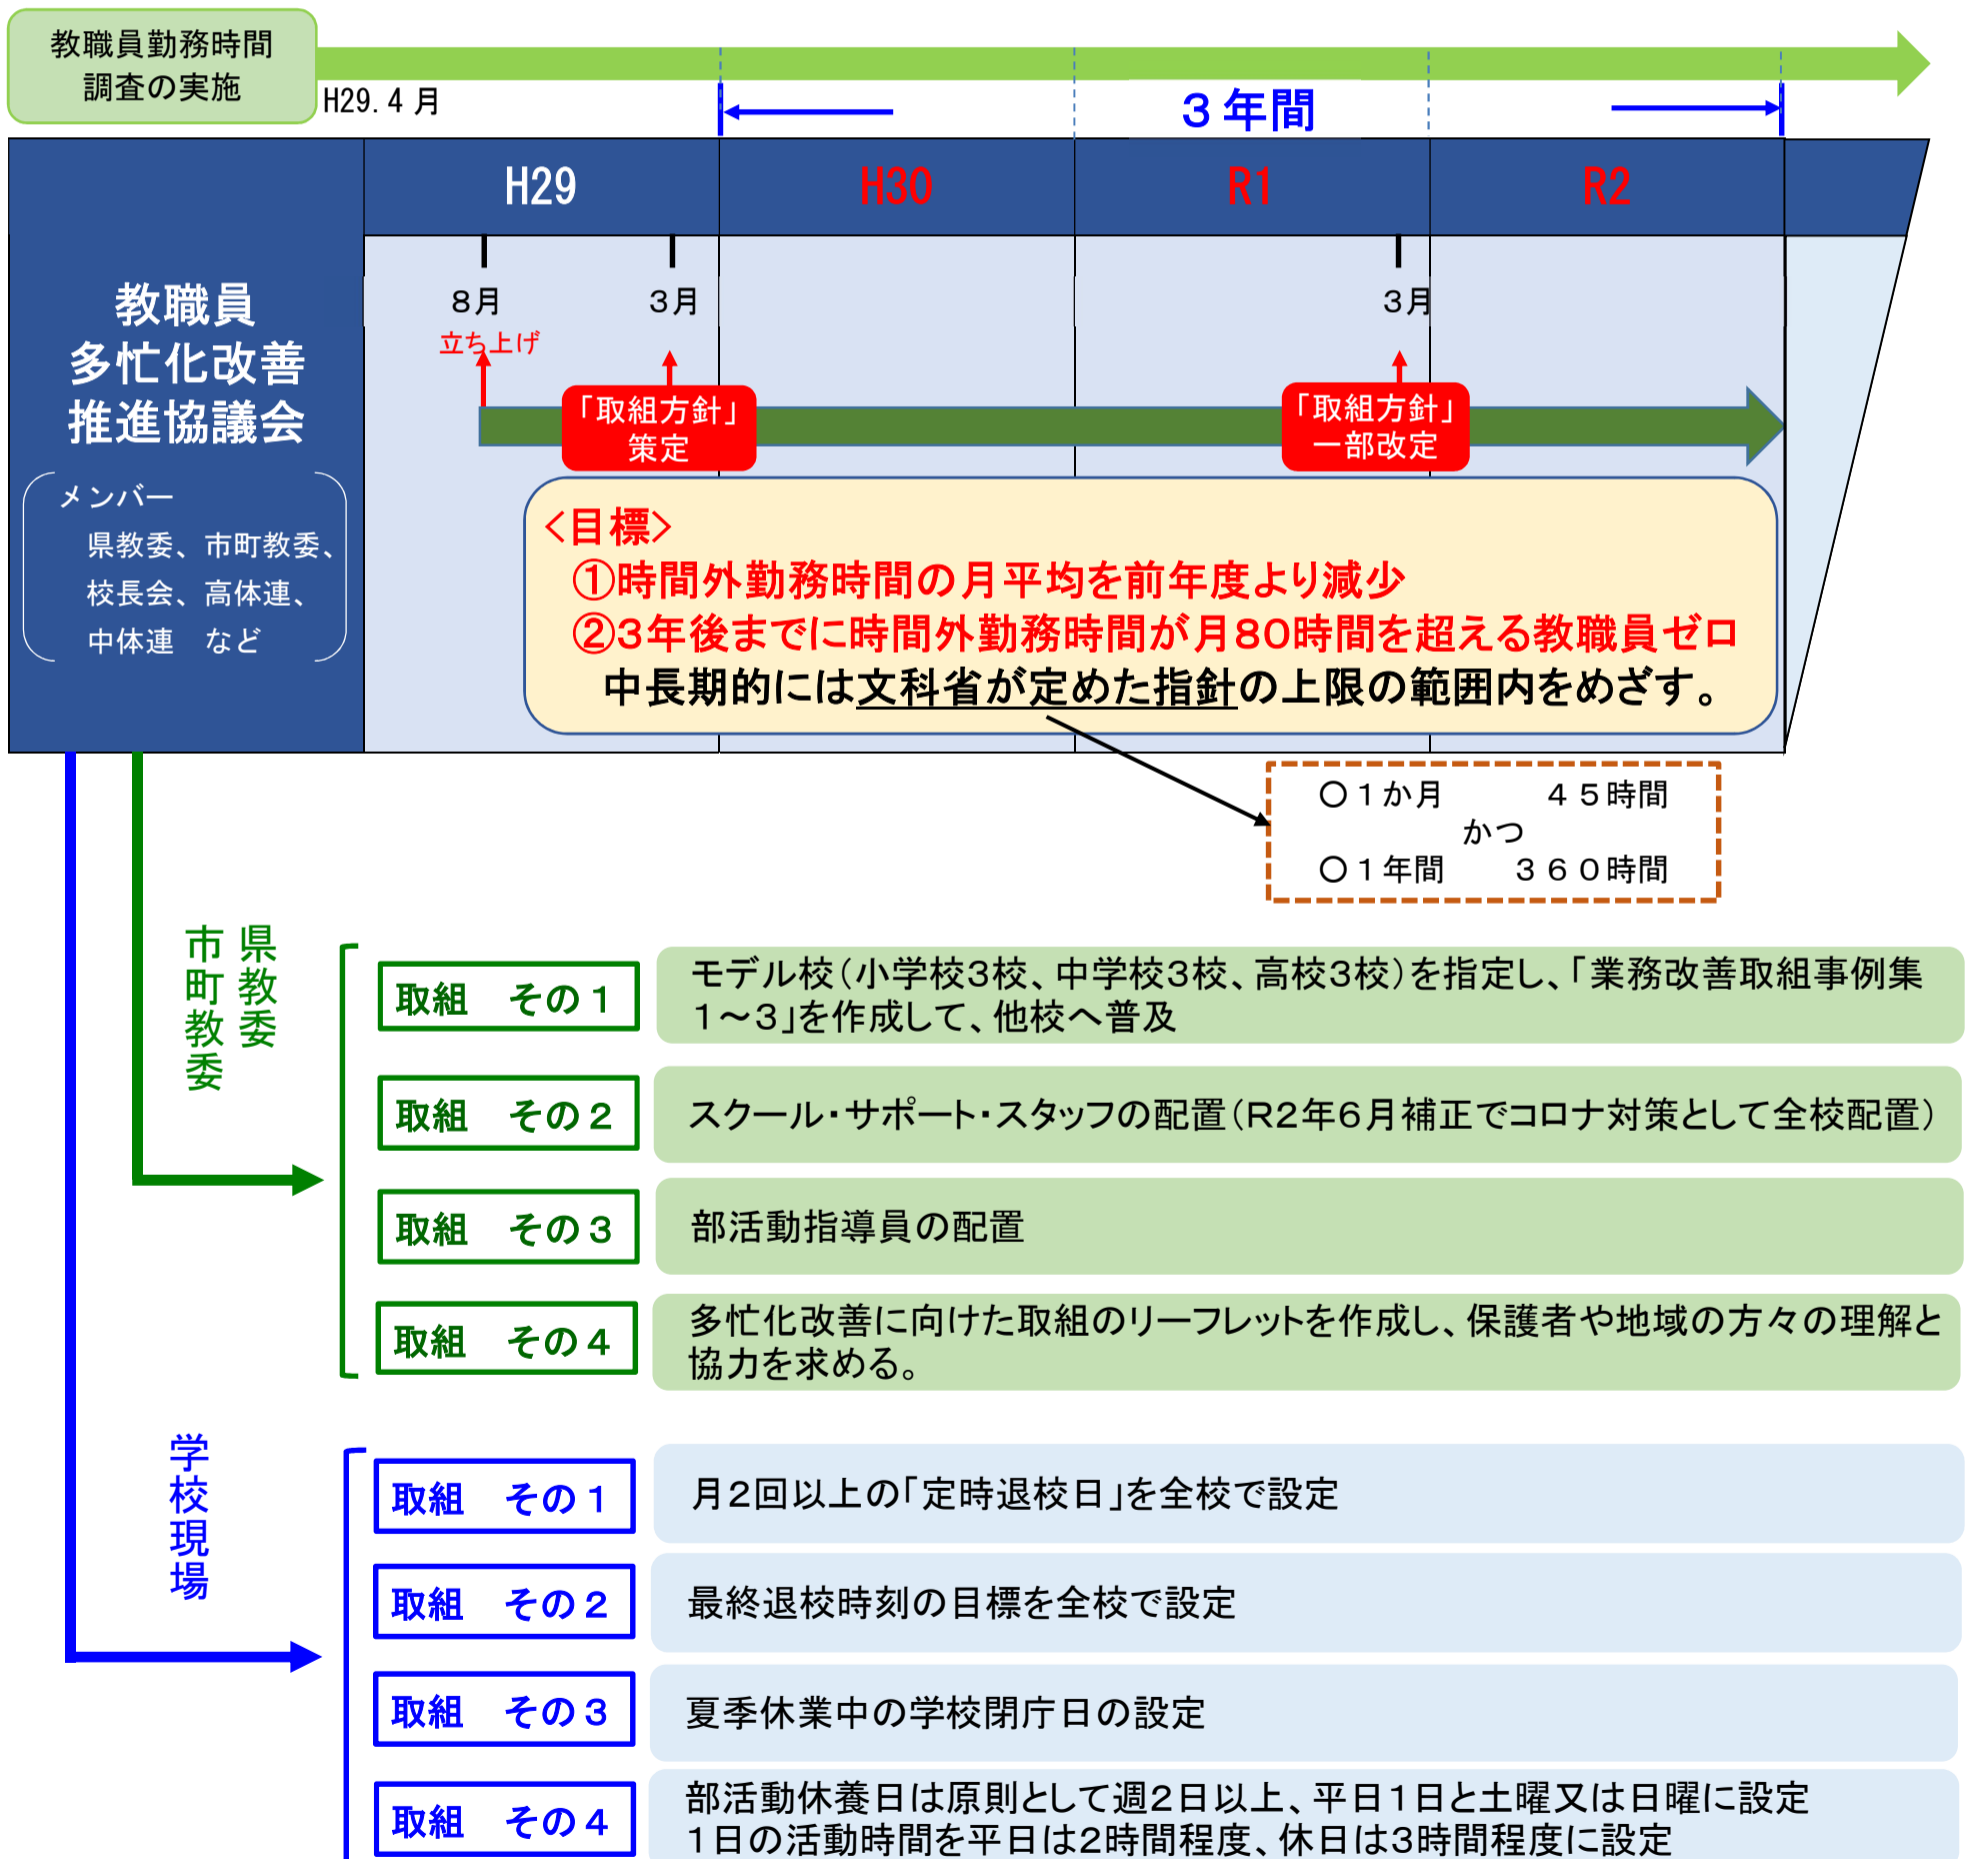 教職員勤務時間
調査の実施
H29.4月
3年間
H29
H30
R1
R2
教職員
多忙化改善
推進協議会
メンバー
県教委、市町教委、
校長会、高体連、
中体連　など
8月
3月
3月
立ち上げ
「取組方針」
策定
「取組方針」
一部改定
<目標>
①時間外勤務時間の月平均を前年度より減少
②3年後までに時間外勤務時間が月80時間を超える教職員ゼロ
中長期的には文科省が定めた指針の上限の範囲内をめざす。
○1か月　45時間
かつ
○1年間　360時間
県教委
市町教委
取組　その1
モデル校(小学校3校、中学校3校、高校3校)を指定し、「業務改善取組事例集
1～3」を作成して、他校へ普及
取組　その2
スクール・サポート・スタッフの配置(R2年6月補正でコロナ対策として全校配置)
取組　その3
部活動指導員の配置
取組　その4
多忙化改善に向けた取組のリーフレットを作成し、保護者や地域の方々の理解と
協力を求める。
学校現場
取組　その1
月2回以上の「定時退校日」を全校で設定
取組　その2
最終退校時刻の目標を全校で設定
取組　その3
夏季休業中の学校閉庁日の設定
取組　その4
部活動休養日は原則として週2日以上、平日1日と土曜又は日曜に設定
1日の活動時間を平日は2時間程度、休日は3時間程度に設定